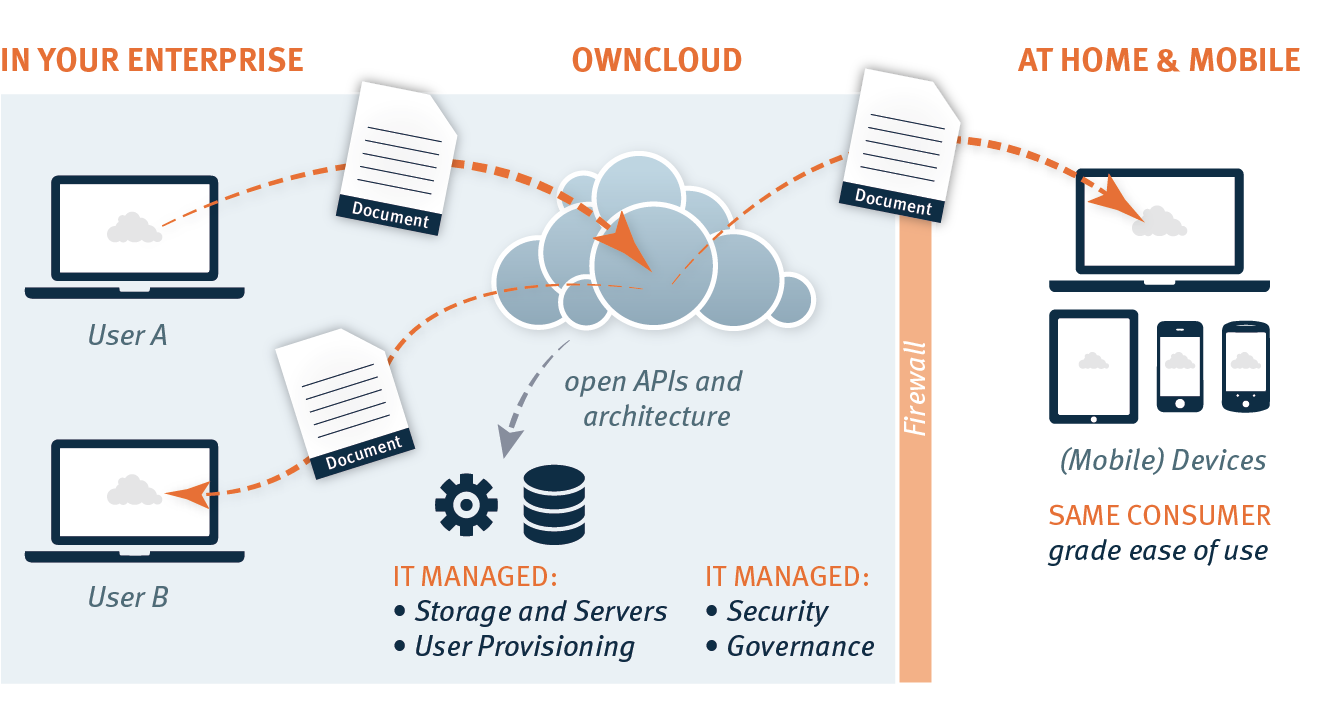 IN YOUR ENTERPRISE
OWNCLOUD
AT HOME & MOBILE
Document
Document
User A
Firewall
open APIs and
architecture
Document
(Mobile) Devices
SAME CONSUMER
grade ease of use
User B
IT MANAGED:
• Storage and Servers
• User Provisioning
IT MANAGED:
• Security
• Governance